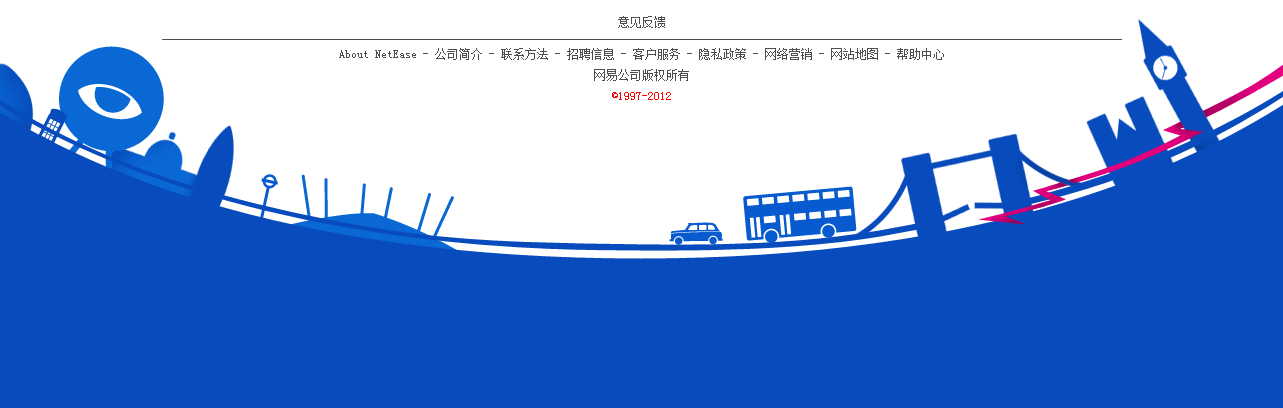 意见反馈
About NetEase - 公司简介 - 联系方法 - 招聘信息 - 客户服务 - 隐私政策 - 网络营销 - 网站地图 - 帮助中心
网易公司版权所有
©1997-2012